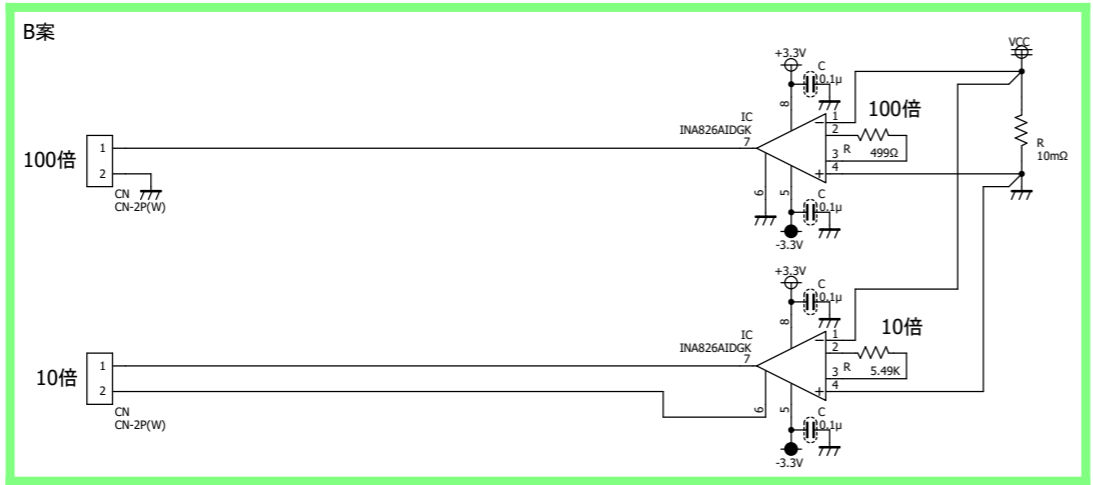 B案
100倍
1
2
CN
CN-2P(W)
+3.3V
C
0.1μ
8
IC
INA826AIDGK
7
1
2
3
4
100倍
R
499Ω
6
5
C
0.1μ
-3.3V
VCC
R
10mΩ
10倍
1
2
CN
CN-2P(W)
+3.3V
C
0.1μ
8
IC
INA826AIDGK
7
1
2
3
4
10倍
R
5.49K
6
5
C
0.1μ
-3.3V